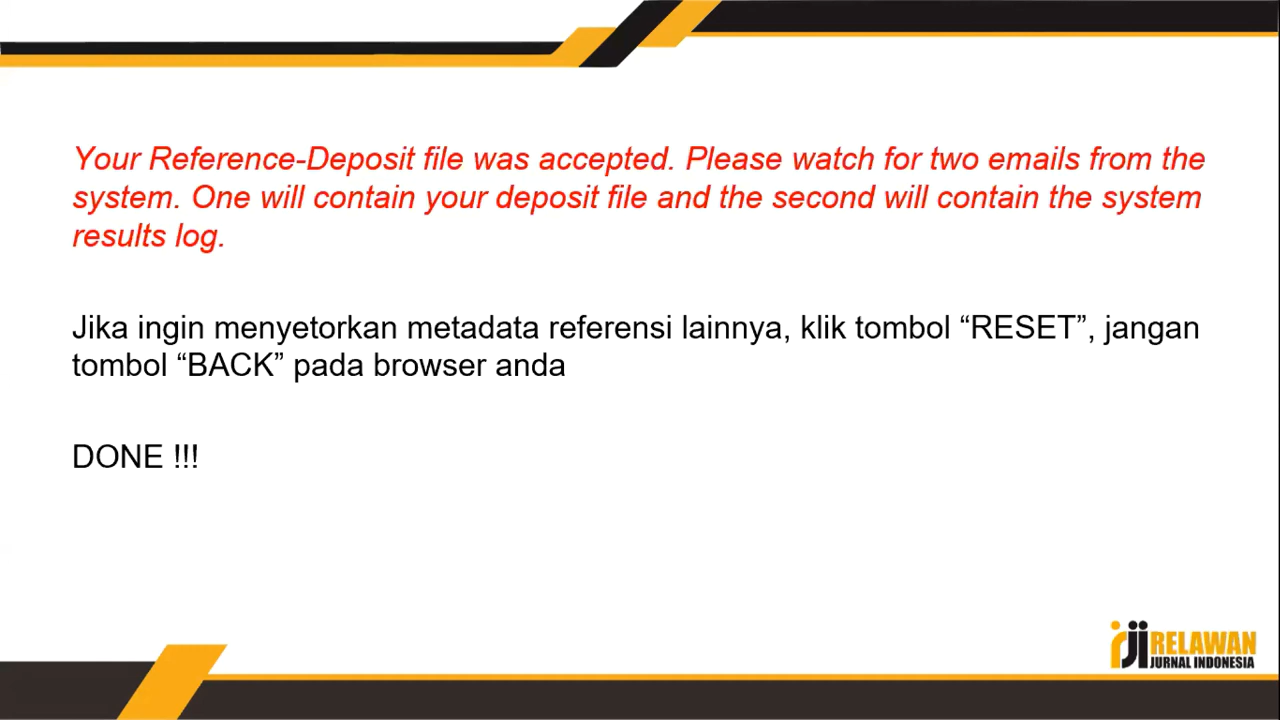 Your Reference-Deposit file was accepted. Please watch for two emails from the
system. One will contain your deposit file and the second will contain the system
results log.
Jika ingin menyetorkan metadata referensi lainnya, klik tombol “RESET”, jangan
tombol “BACK” pada browser anda
DONE !!!
rji RELAWAN
JURNAL INDONESIA